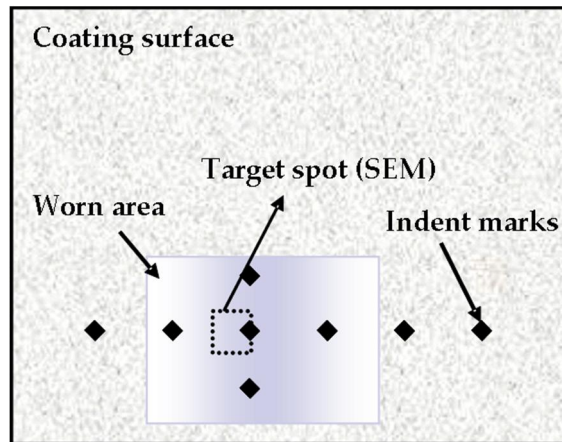 Coating surface
Target spot (SEM)
Worn area
Indent marks